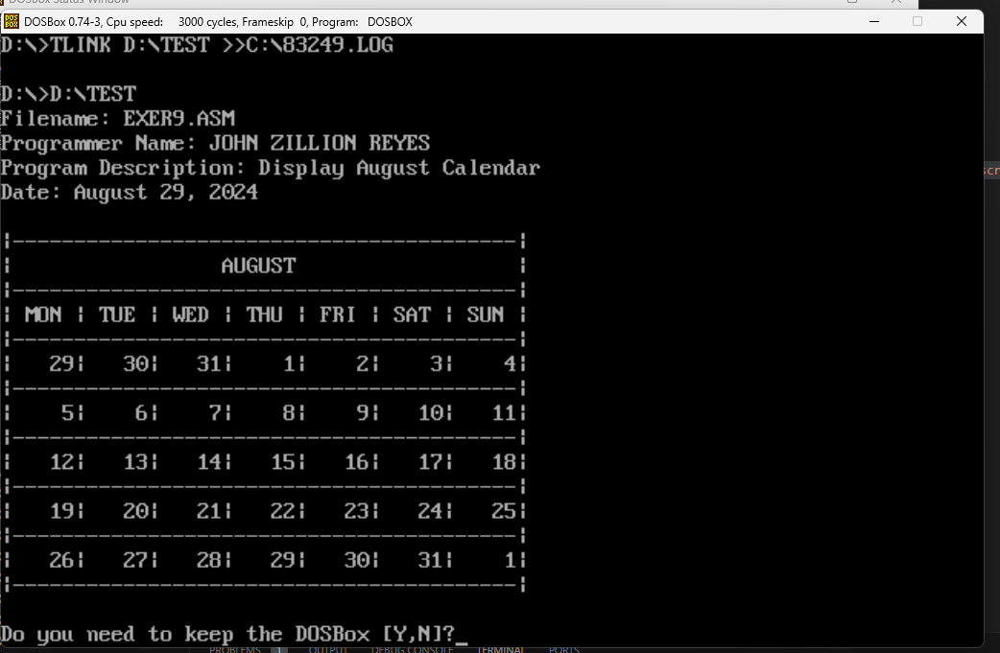 DOSBox Status Window
DOSBox 0.74-3, Cpu speed: 3000 cycles, Frameskip 0, Program: DOSBOX
D:\>TLINK D:\TEST >>C:\83249.LOG
D:\>D:\TEST
Filename: EXER9.ASM
Programmer Name: JOHN ZILLION REYES
Program Description: Display August Calendar
Date: August 29, 2024
¦-----------------------------------------¦
¦ AUGUST ¦
¦-----------------------------------------¦
¦ MON ¦ TUE ¦ WED ¦ THU ¦ FRI ¦ SAT ¦ SUN ¦
¦-----------------------------------------¦
¦ 29¦ 30¦ 31¦ 1¦ 2¦ 3¦ 4¦
¦-----------------------------------------¦
¦ 5¦ 6¦ 7¦ 8¦ 9¦ 10¦ 11¦
¦-----------------------------------------¦
¦ 12¦ 13¦ 14¦ 15¦ 16¦ 17¦ 18¦
¦-----------------------------------------¦
¦ 19¦ 20¦ 21¦ 22¦ 23¦ 24¦ 25¦
¦-----------------------------------------¦
¦ 26¦ 27¦ 28¦ 29¦ 30¦ 31¦ 1¦
¦-----------------------------------------¦
Do you need to keep the DOSBox [Y,N]?_
PROBLEMS 1 OUTPUT DEBUG CONSOLE TERMINAL PORTS